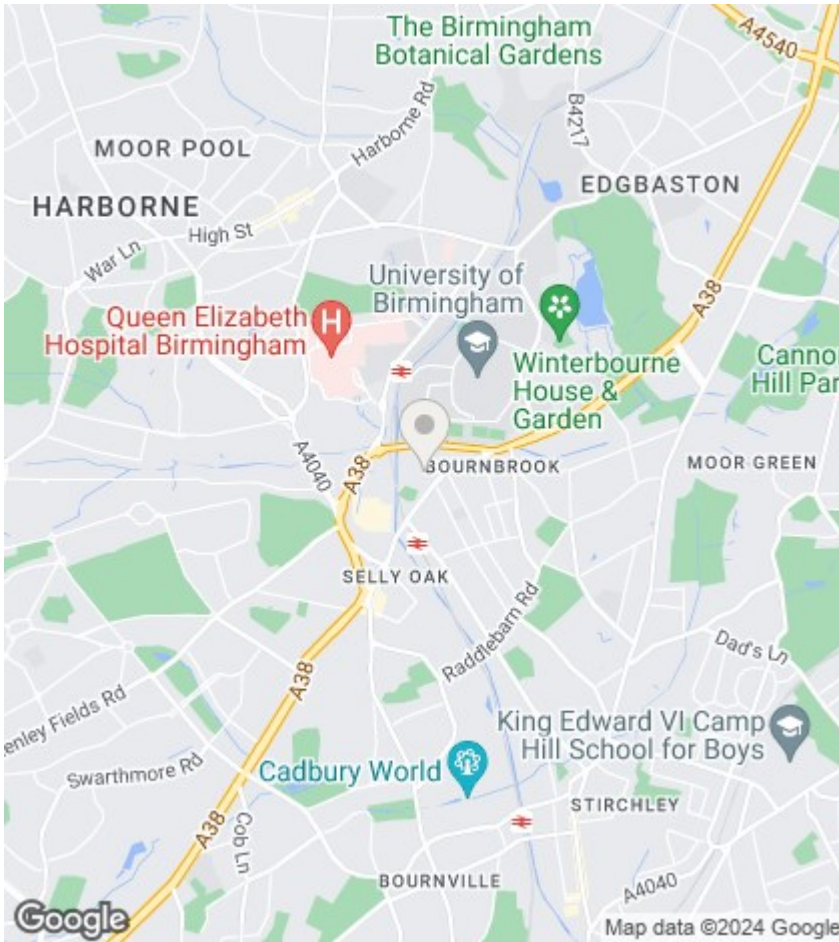 The Birmingham
Botanical Gardens
A4540
B4217
Harborne Rd
MOOR POOL
EDGBASTON
HARBORNE
High St
War Ln
University of
Birmingham
Queen Elizabeth
Hospital Birmingham
H
A38
Winterbourne
House &
Garden
Canno
Hill Par
A4040
A38
BOURNBROOK
MOOR GREEN
SELLY OAK
Raddlebarn Rd
Dad's Ln
A38
enley Fields Rd
King Edward VI Camp
Hill School for Boys
Swarthmore Rd
Cadbury World
STIRCHLEY
A38
Cob Ln
BOURNVILLE
A4040
Google
Map data ©2024 Google